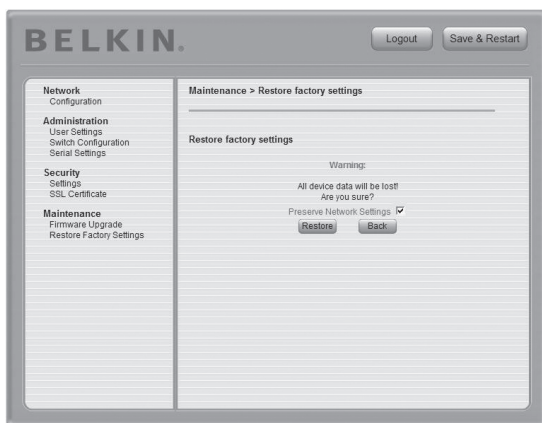 BELKIN.
Logout
Save & Restart
Network
Configuration
Administration
User Settings
Switch Configuration
Serial Settings
Security
Settings
SSL Certificate
Maintenance
Firmware Upgrade
Restore Factory Settings
Maintenance > Restore factory settings
Restore factory settings
Warning:
All device data will be lost!
Are you sure?
Preserve Network Settings
Restore
Back